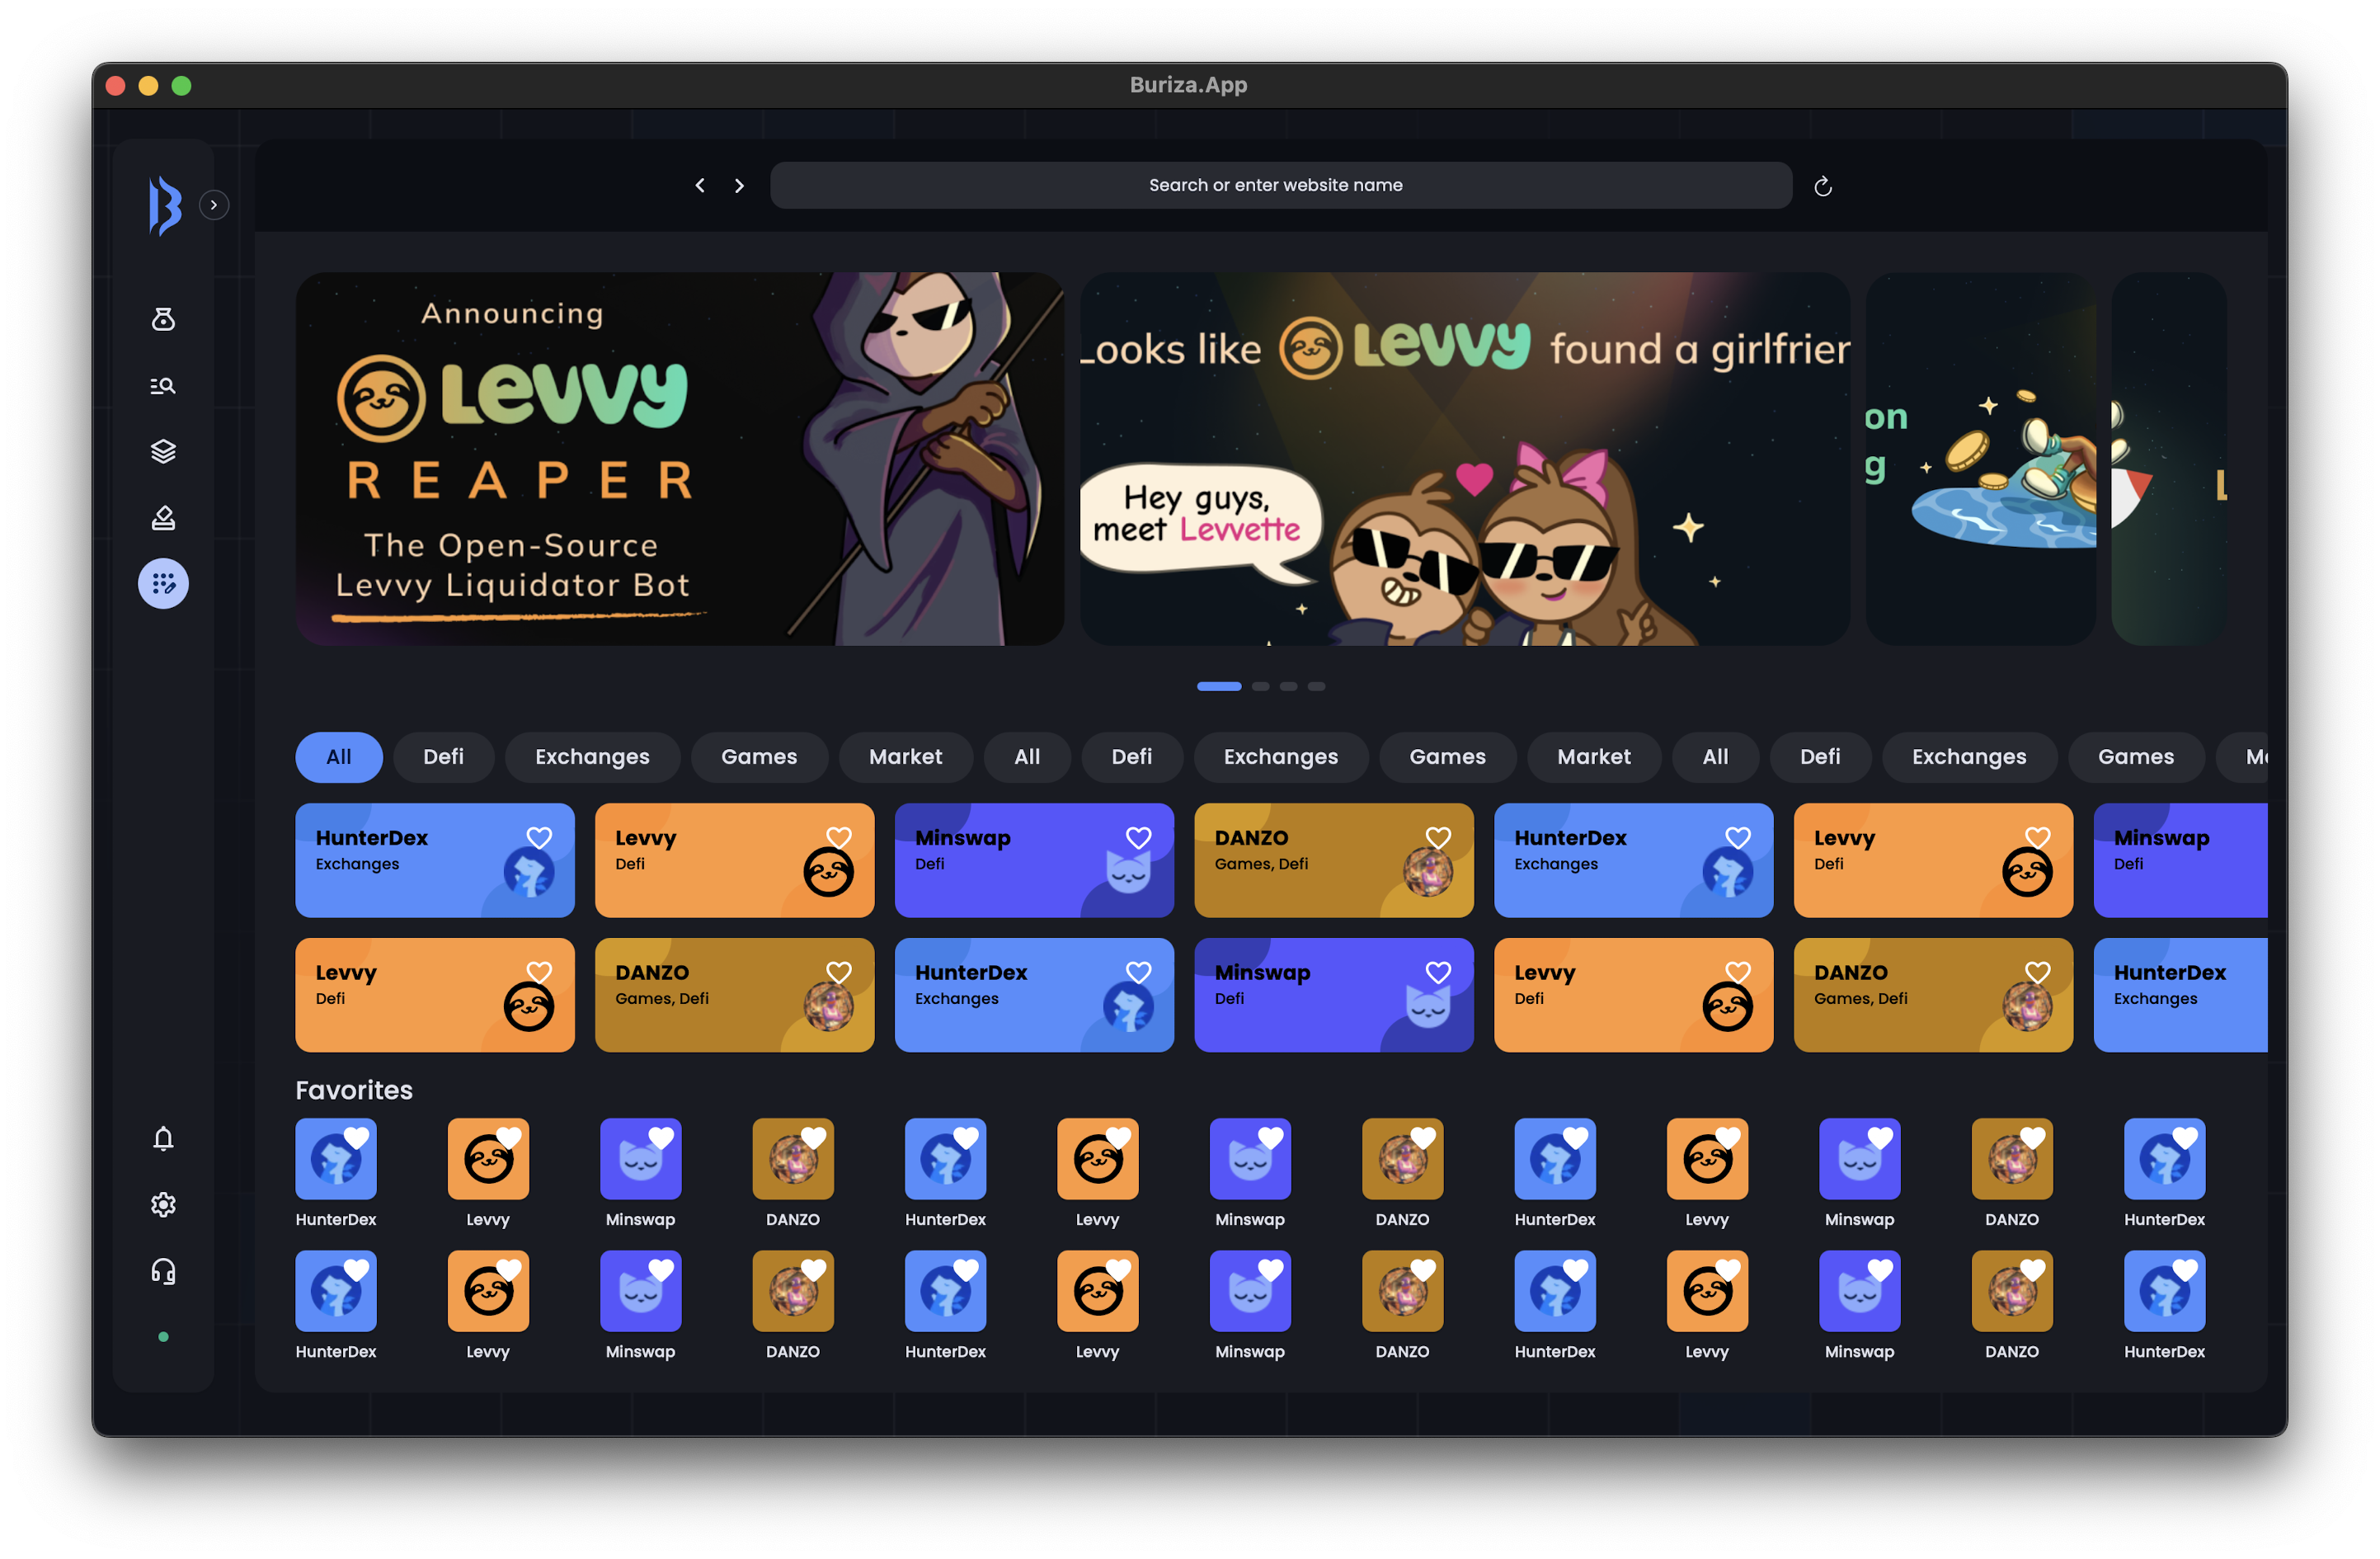 Buriza.App
Search or enter website name
Announcing
Levvy
REAPER
The Open-Source
Levvy Liquidator Bot
Looks like Levvy found a girlfrien
Hey guys,
meet Levvette
on
g
L
All Defi Exchanges Games Market All Defi Exchanges Games Market All Defi Exchanges Games
HunterDex Levvy Minswap DANZO HunterDex Levvy Minswap
Exchanges Defi Defi Games, Defi Exchanges Defi Defi
Levvy DANZO HunterDex Minswap Levvy DANZO HunterDex
Defi Games, Defi Exchanges Defi Defi Games, Defi Exchanges
Favorites
HunterDex Levvy Minswap DANZO HunterDex Levvy Minswap DANZO HunterDex Levvy Minswap DANZO HunterDex
HunterDex Levvy Minswap DANZO HunterDex Levvy Minswap DANZO HunterDex Levvy Minswap DANZO HunterDex